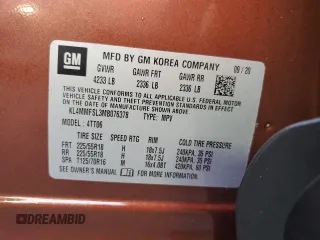 GM
MFD BY GM KOREA COMPANY 09/20
GVWR GAWR FRT GAWR RR
4233 LB 2336 LB 2336 LB
THIS VEHICLE CONFORMS TO ALL APPLICABLE U.S.
FEDERAL MOTOR VEHICLE SAFETY, BUMPER, AND
THEFT PREVENTION STANDARDS IN EFFECT ON THE
DATE OF MANUFACTURE SHOWN ABOVE.
KL4MMFSL3MB076378 TYPE: MPV
MODEL: 4TT06
TIRE SIZE SPEED RTG RIM COLD TIRE PRESSURE
FRT 225/55R18 H 18x7.5J 240KPA, 35 PSI
RR 225/55R18 H 18x7.5J 240KPA, 35 PSI
SPA T125/70R16 M 16x4.0BT 420KPA, 60 PSI
SEE OWNER'S MANUAL FOR ADDITIONAL INFORMATION
DREAMBID